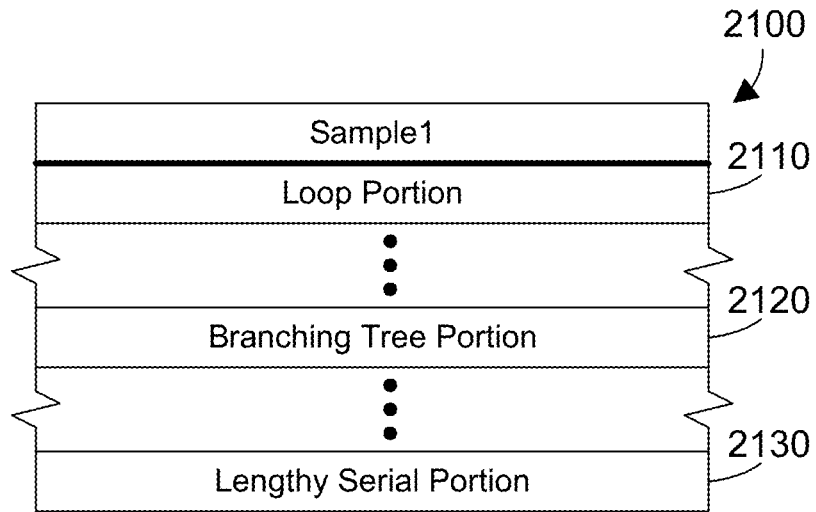 2100
Sample1
2110
Loop Portion
2120
Branching Tree Portion
2130
Lengthy Serial Portion